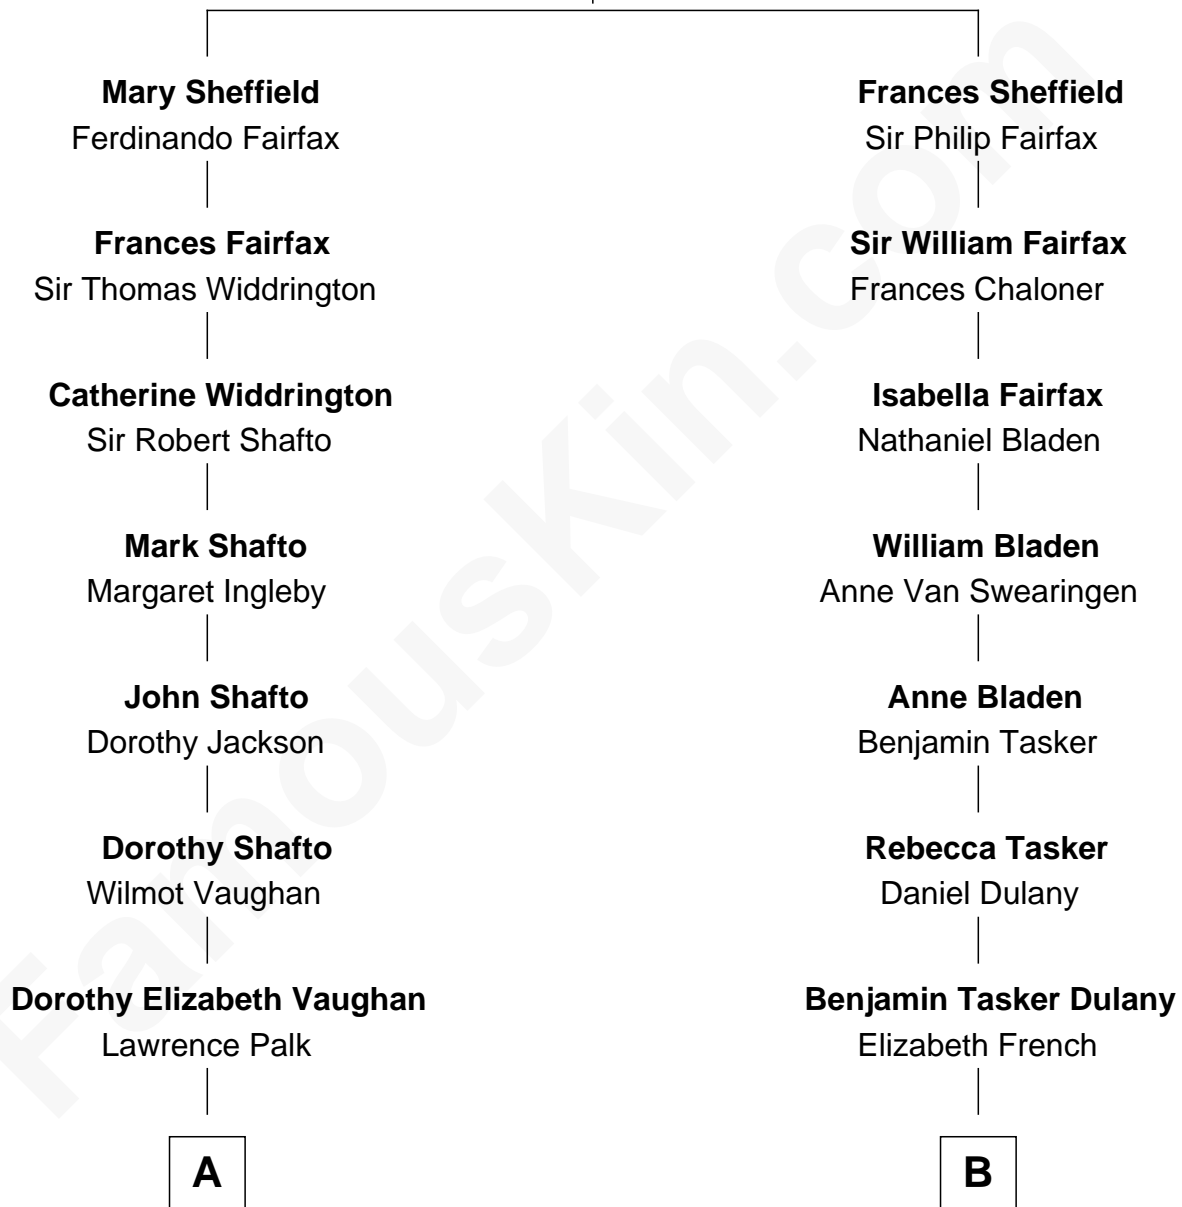 Mary Sheffield
Ferdinando Fairfax
Frances Fairfax
Sir Thomas Widdrington
Catherine Widdrington
Sir Robert Shafto
Mark Shafto
Margaret Ingleby
John Shafto
Dorothy Jackson
Dorothy Shafto
Wilmot Vaughan
Dorothy Elizabeth Vaughan
Lawrence Palk
A
Frances Sheffield
Sir Philip Fairfax
Sir William Fairfax
Frances Chaloner
Isabella Fairfax
Nathaniel Bladen
William Bladen
Anne Van Swearingen
Anne Bladen
Benjamin Tasker
Rebecca Tasker
Daniel Dulany
Benjamin Tasker Dulany
Elizabeth French
B
FamousKin.com